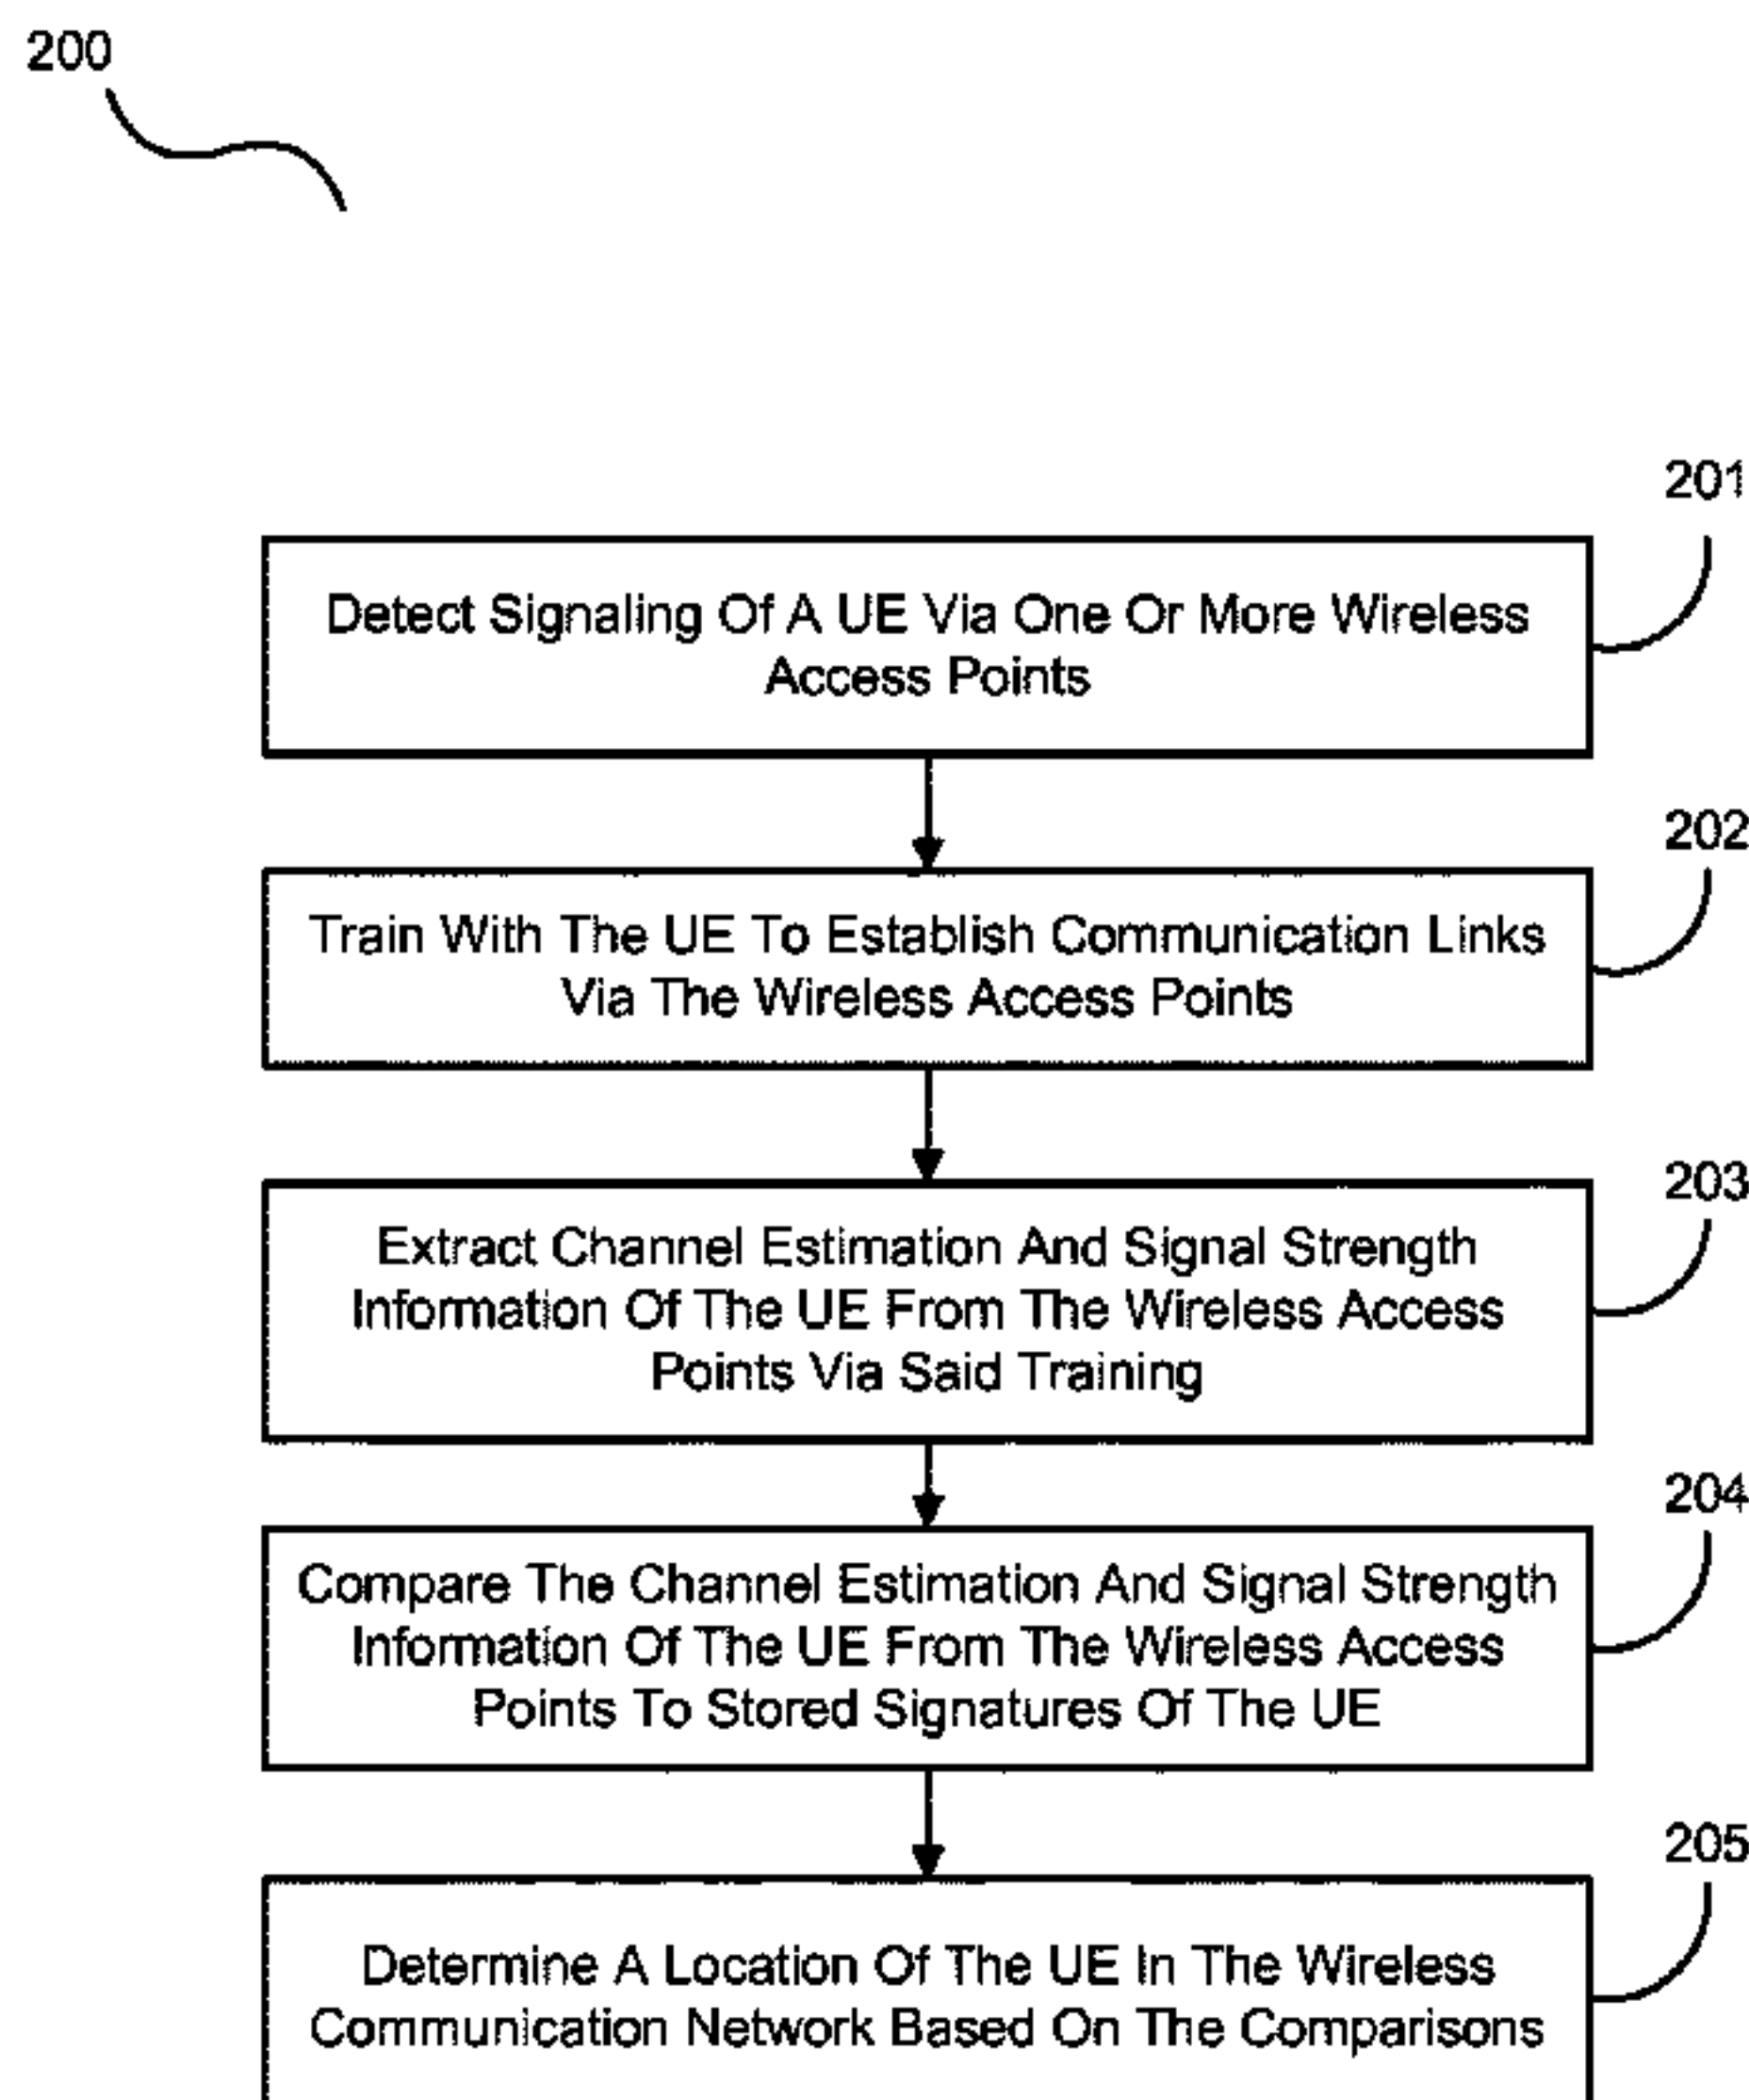 200
201
Detect Signaling Of A UE Via One Or More Wireless
Access Points
202
Train With The UE To Establish Communication Links
Via The Wireless Access Points
203
Extract Channel Estimation And Signal Strength
Information Of The UE From The Wireless Access
Points Via Said Training
204
Compare The Channel Estimation And Signal Strength
Information Of The UE From The Wireless Access
Points To Stored Signatures Of The UE
205
Determine A Location Of The UE In The Wireless
Communication Network Based On The Comparisons